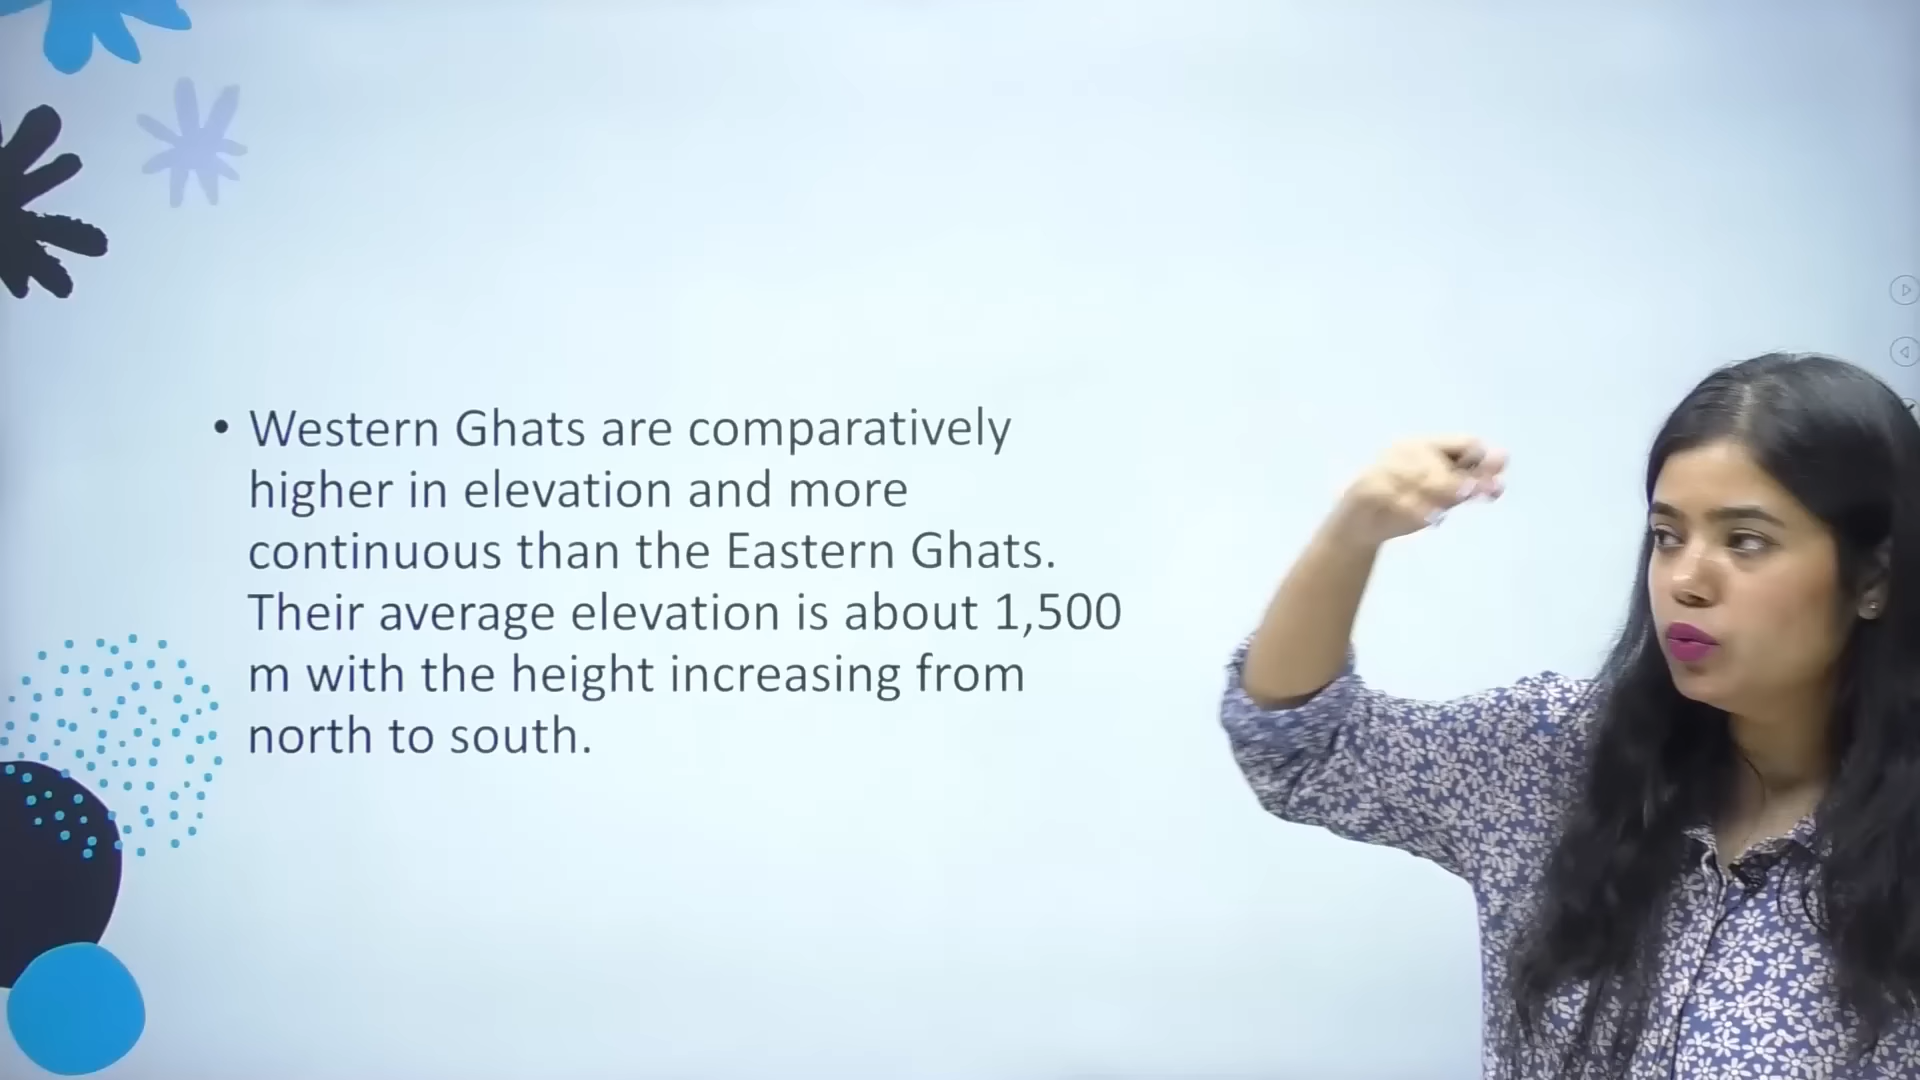 • Western Ghats are comparatively
higher in elevation and more
continuous than the Eastern Ghats.
Their average elevation is about 1,500
m with the height increasing from
north to south.